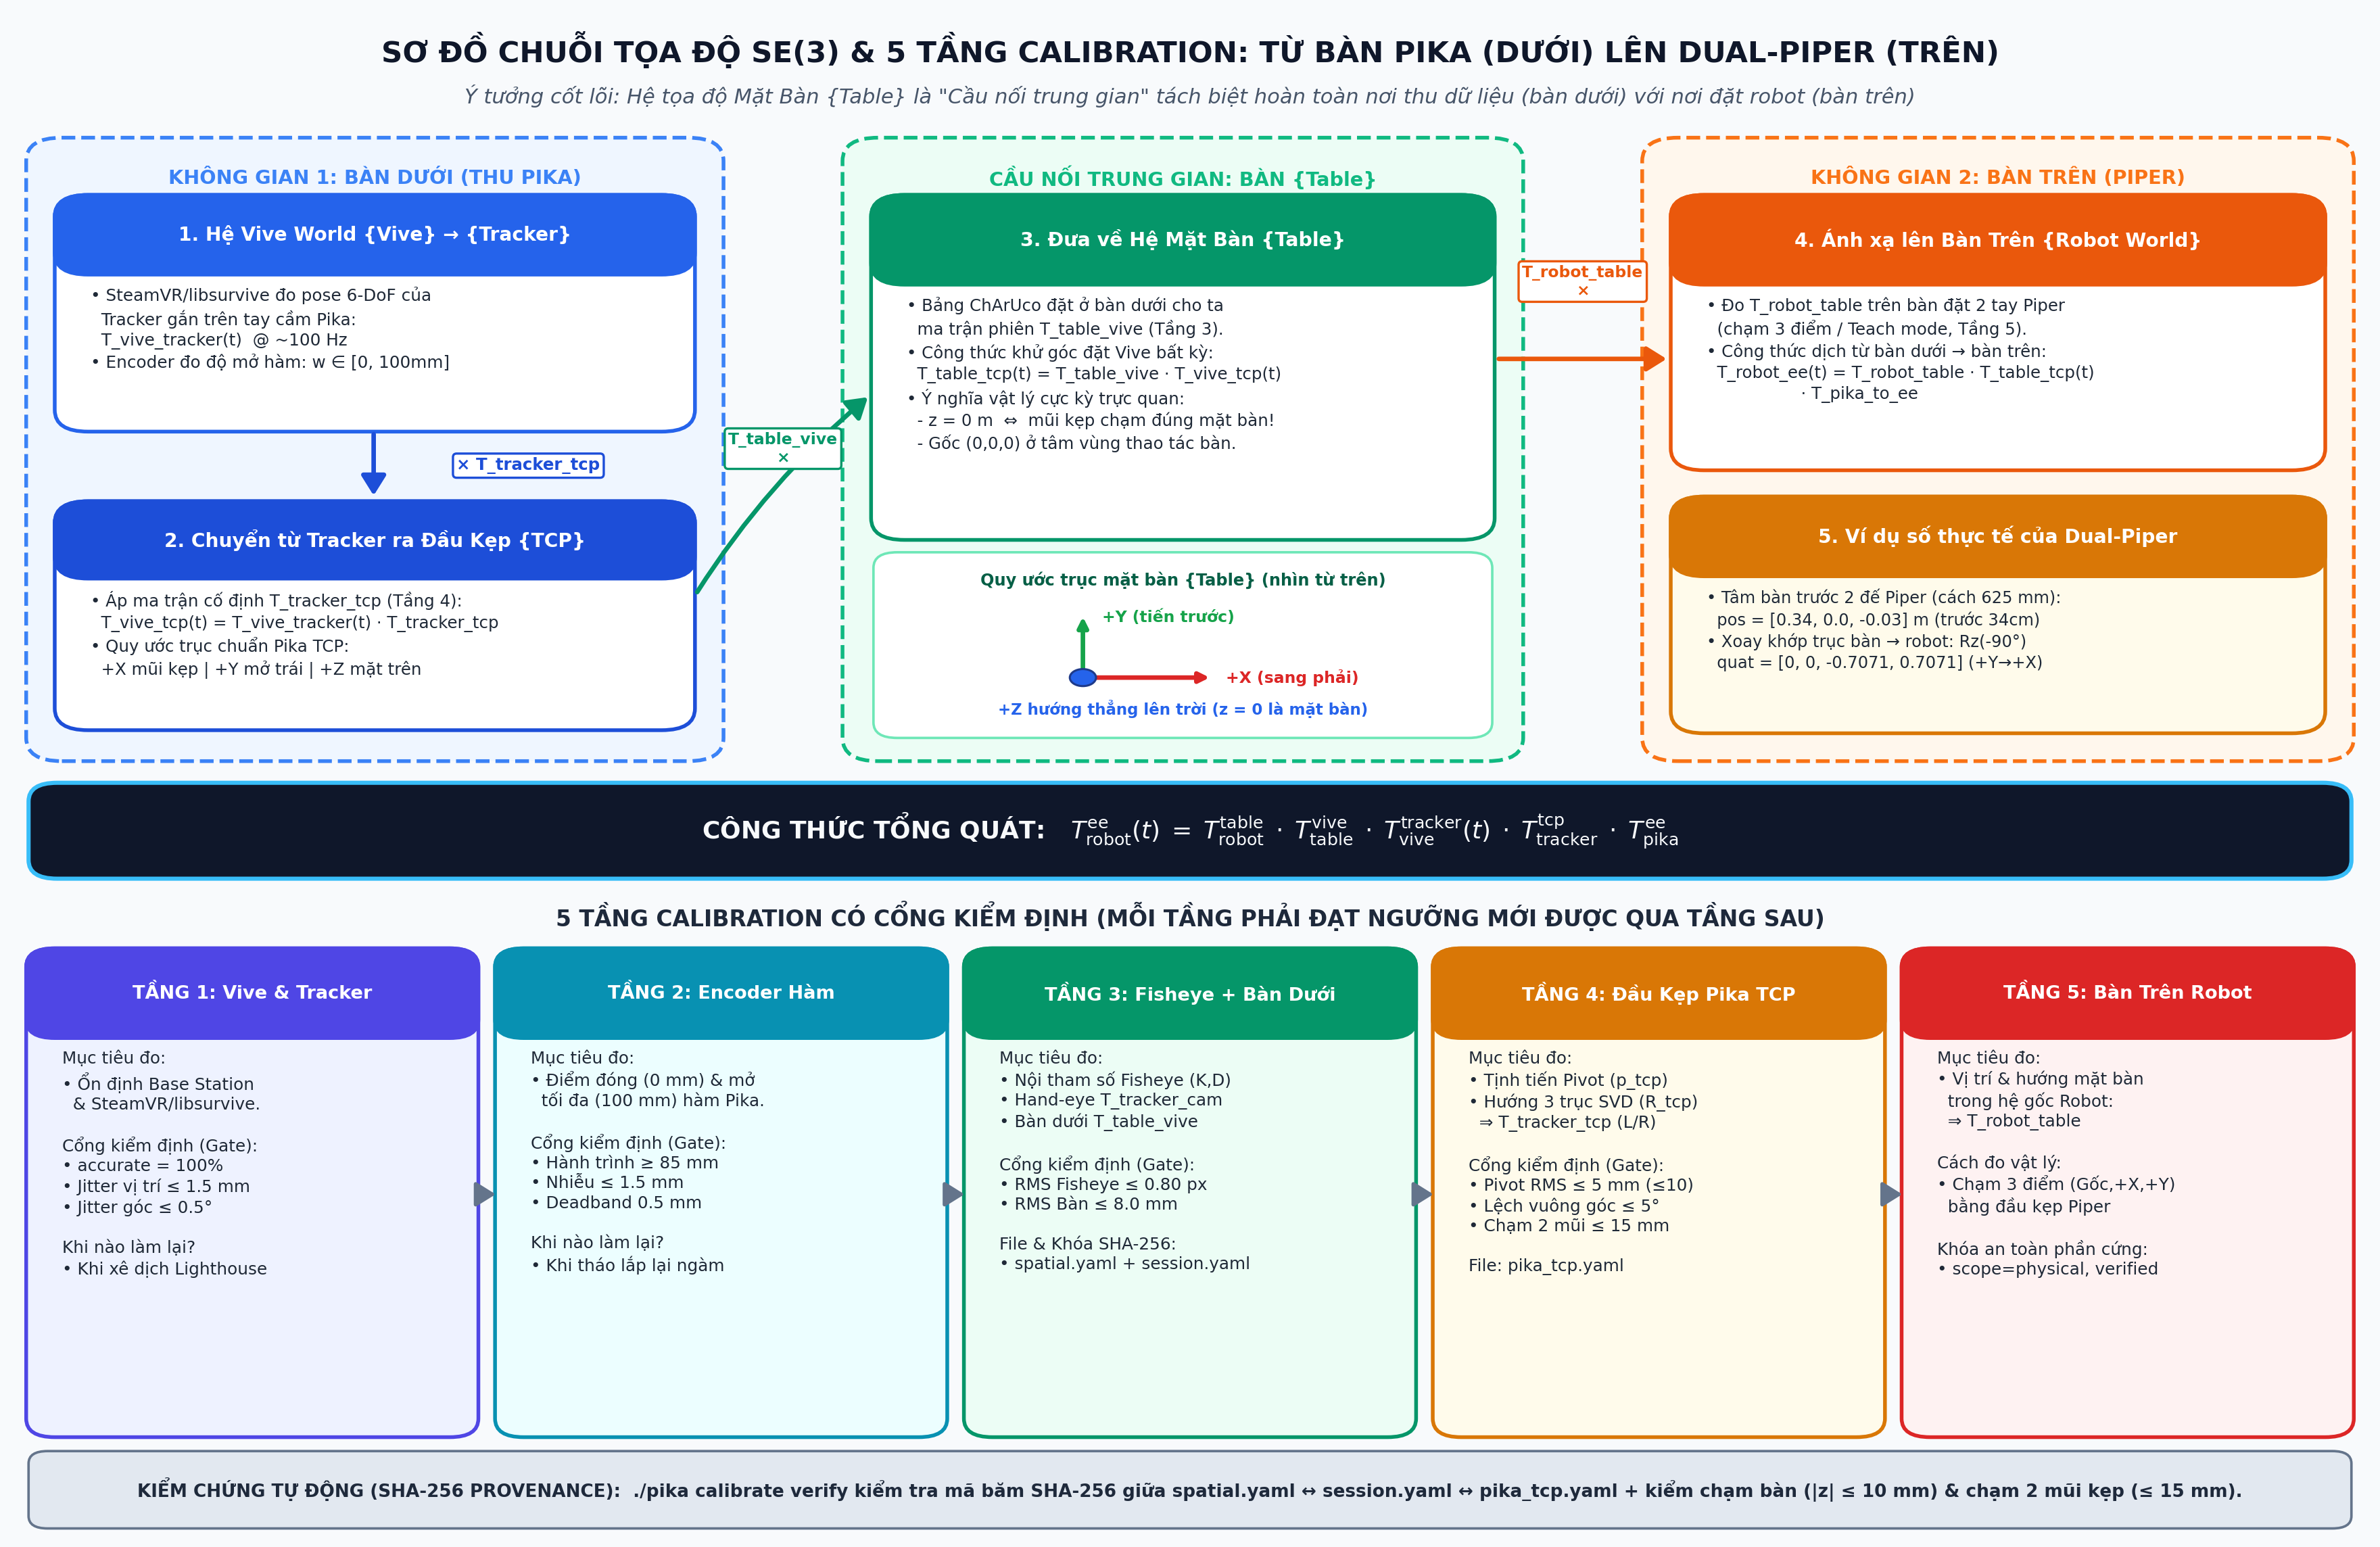 SƠ ĐỒ CHUỖI TỌA ĐỘ SE(3) & 5 TẦNG CALIBRATION: TỪ BÀN PIKA (DƯỚI) LÊN DUAL-PIPER (TRÊN)
Ý tưởng cốt lõi: Hệ tọa độ Mặt Bàn {Table} là "Cầu nối trung gian" tách biệt hoàn toàn nơi thu dữ liệu (bàn dưới) với nơi đặt robot (bàn trên)
KHÔNG GIAN 1: BÀN DƯỚI (THU PIKA)
1. Hệ Vive World {Vive} → {Tracker}
• SteamVR/libsurvive đo pose 6-DoF của
Tracker gắn trên tay cầm Pika:
T_vive_tracker(t) @ ~100 Hz
• Encoder đo độ mở hàm: w ∈ [0, 100mm]
× T_tracker_tcp
2. Chuyển từ Tracker ra Đầu Kẹp {TCP}
• Áp ma trận cố định T_tracker_tcp (Tầng 4):
T_vive_tcp(t) = T_vive_tracker(t) · T_tracker_tcp
• Quy ước trục chuẩn Pika TCP:
+X mũi kẹp | +Y mở trái | +Z mặt trên
T_table_vive
×
CẦU NỐI TRUNG GIAN: BÀN {Table}
3. Đưa về Hệ Mặt Bàn {Table}
• Bảng ChArUco đặt ở bàn dưới cho ta
ma trận phiên T_table_vive (Tầng 3).
• Công thức khử góc đặt Vive bất kỳ:
T_table_tcp(t) = T_table_vive · T_vive_tcp(t)
• Ý nghĩa vật lý cực kỳ trực quan:
- z = 0 m ⇔ mũi kẹp chạm đúng mặt bàn!
- Gốc (0,0,0) ở tâm vùng thao tác bàn.
Quy ước trục mặt bàn {Table} (nhìn từ trên)
+Y (tiến trước)
+X (sang phải)
+Z hướng thẳng lên trời (z = 0 là mặt bàn)
T_robot_table
×
KHÔNG GIAN 2: BÀN TRÊN (PIPER)
4. Ánh xạ lên Bàn Trên {Robot World}
• Đo T_robot_table trên bàn đặt 2 tay Piper
(chạm 3 điểm / Teach mode, Tầng 5).
• Công thức dịch từ bàn dưới → bàn trên:
T_robot_ee(t) = T_robot_table · T_table_tcp(t)
· T_pika_to_ee
5. Ví dụ số thực tế của Dual-Piper
• Tâm bàn trước 2 đế Piper (cách 625 mm):
pos = [0.34, 0.0, -0.03] m (trước 34cm)
• Xoay khớp trục bàn → robot: Rz(-90°)
quat = [0, 0, -0.7071, 0.7071] (+Y→+X)
CÔNG THỨC TỔNG QUÁT: T_robot^ee(t) = T_robot^table · T_table^vive · T_vive^tracker(t) · T_tracker^tcp · T_pika^ee
5 TẦNG CALIBRATION CÓ CỔNG KIỂM ĐỊNH (MỖI TẦNG PHẢI ĐẠT NGƯỠNG MỚI ĐƯỢC QUA TẦNG SAU)
TẦNG 1: Vive & Tracker
Mục tiêu đo:
• Ổn định Base Station
& SteamVR/libsurvive.
Cổng kiểm định (Gate):
• accurate = 100%
• Jitter vị trí ≤ 1.5 mm
• Jitter góc ≤ 0.5°
Khi nào làm lại?
• Khi xê dịch Lighthouse
TẦNG 2: Encoder Hàm
Mục tiêu đo:
• Điểm đóng (0 mm) & mở
tối đa (100 mm) hàm Pika.
Cổng kiểm định (Gate):
• Hành trình ≥ 85 mm
• Nhiễu ≤ 1.5 mm
• Deadband 0.5 mm
Khi nào làm lại?
• Khi tháo lắp lại ngàm
TẦNG 3: Fisheye + Bàn Dưới
Mục tiêu đo:
• Nội tham số Fisheye (K,D)
• Hand-eye T_tracker_cam
• Bàn dưới T_table_vive
Cổng kiểm định (Gate):
• RMS Fisheye ≤ 0.80 px
• RMS Bàn ≤ 8.0 mm
File & Khóa SHA-256:
• spatial.yaml + session.yaml
TẦNG 4: Đầu Kẹp Pika TCP
Mục tiêu đo:
• Tịnh tiến Pivot (p_tcp)
• Hướng 3 trục SVD (R_tcp)
⇒ T_tracker_tcp (L/R)
Cổng kiểm định (Gate):
• Pivot RMS ≤ 5 mm (≤10)
• Lệch vuông góc ≤ 5°
• Chạm 2 mũi ≤ 15 mm
File: pika_tcp.yaml
TẦNG 5: Bàn Trên Robot
Mục tiêu đo:
• Vị trí & hướng mặt bàn
trong hệ gốc Robot:
⇒ T_robot_table
Cách đo vật lý:
• Chạm 3 điểm (Gốc,+X,+Y)
bằng đầu kẹp Piper
Khóa an toàn phần cứng:
• scope=physical, verified
KIỂM CHỨNG TỰ ĐỘNG (SHA-256 PROVENANCE): ./pika calibrate verify kiểm tra mã băm SHA-256 giữa spatial.yaml ↔ session.yaml ↔ pika_tcp.yaml + kiểm chạm bàn (|z| ≤ 10 mm) & chạm 2 mũi kẹp (≤ 15 mm).